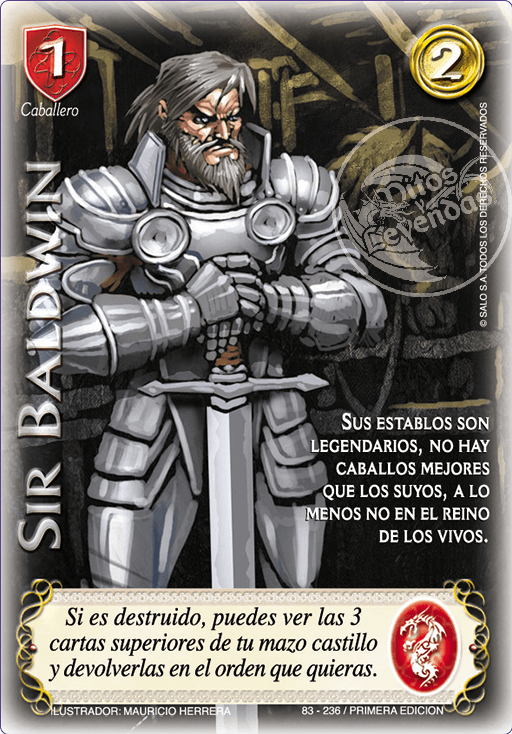 1
Caballero
2
SIR BALDWIN
Mitos
Leyendas
© SALO S.A. TODOS LOS DERECHOS RESERVADOS
SUS ESTABLOS SON
LEGENDARIOS, NO HAY
CABALLOS MEJORES
QUE LOS SUYOS, A LO
MENOS NO EN EL REINO
DE LOS VIVOS.
Si es destruido, puedes ver las 3
cartas superiores de tu mazo castillo
y devolverlas en el orden que quieras.
ILUSTRADOR: MAURICIO HERRERA 83 - 236 / PRIMERA EDICION